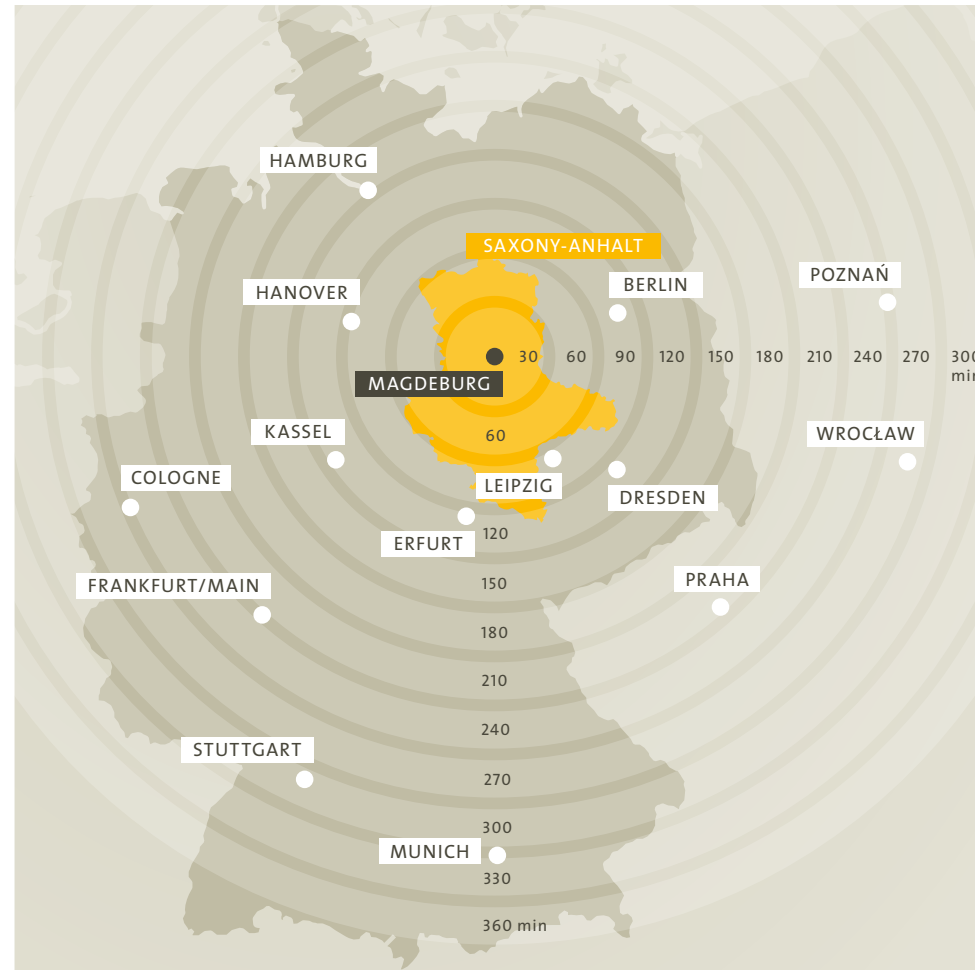 HAMBURG
SAXONY-ANHALT
POZNAŃ
BERLIN
HANOVER
30 60 90 120 150 180 210 240 270 300
min
MAGDEBURG
KASSEL
60
WROCŁAW
COLOGNE
LEIPZIG
DRESDEN
120
ERFURT
PRAHA
FRANKFURT/MAIN
150
180
210
240
STUTTGART
270
300
MUNICH
330
360 min